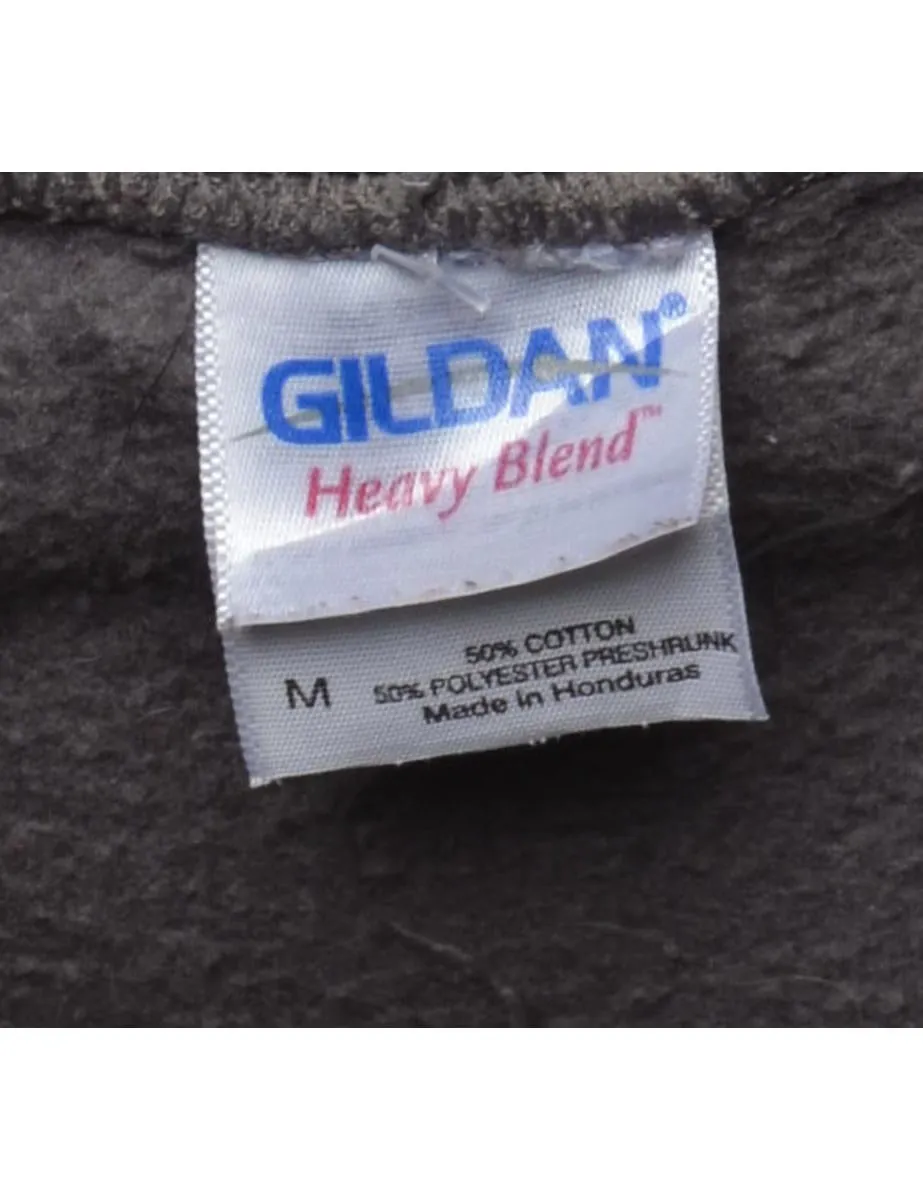 GILDAN®
Heavy Blend™
50% COTTON
M 50% POLYESTER PRESHRUNK
Made in Honduras